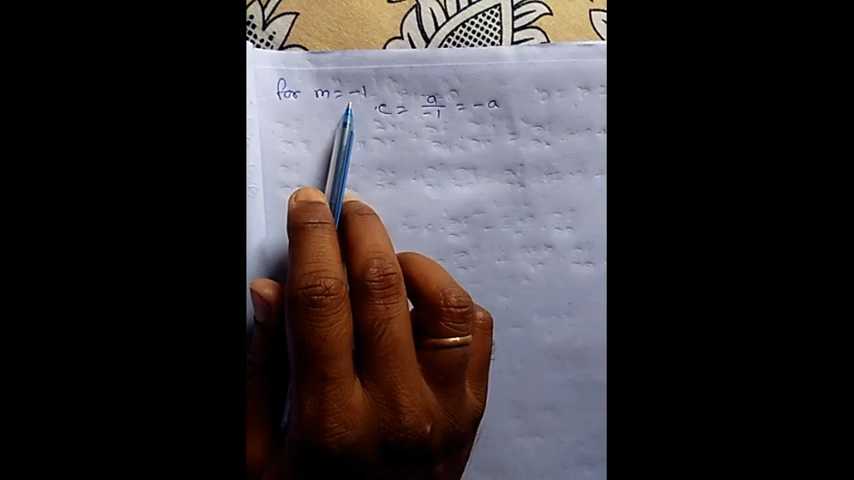 for m = -1
c = a/-1 = -a